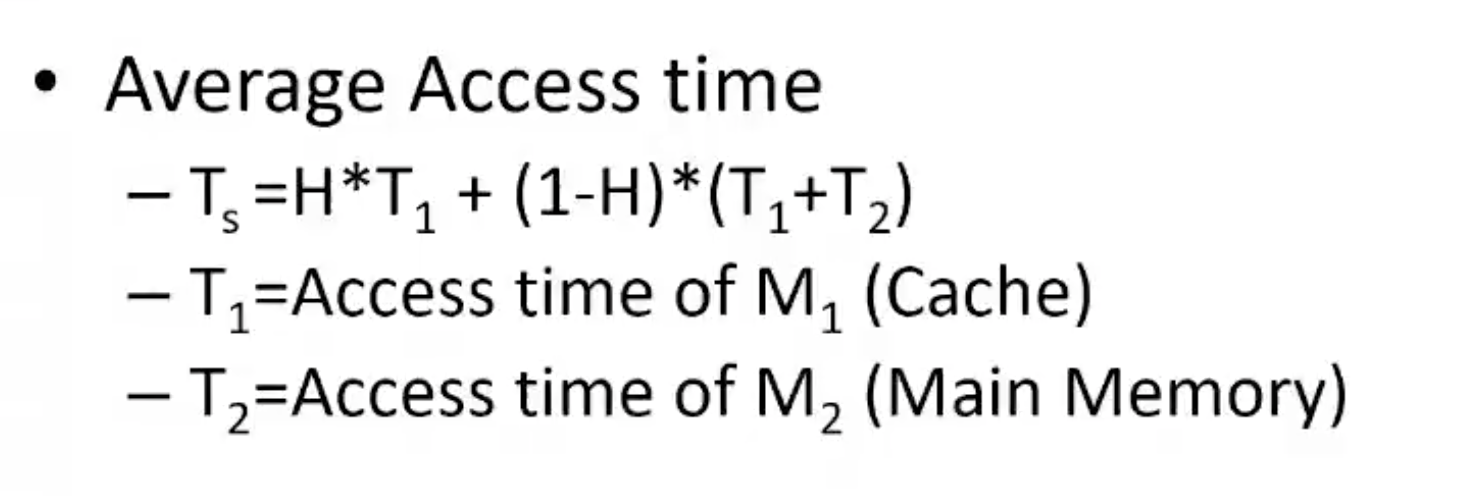 • Average Access time
– Tₛ =H*T₁ + (1-H)*(T₁+T₂)
– T₁=Access time of M₁ (Cache)
– T₂=Access time of M₂ (Main Memory)